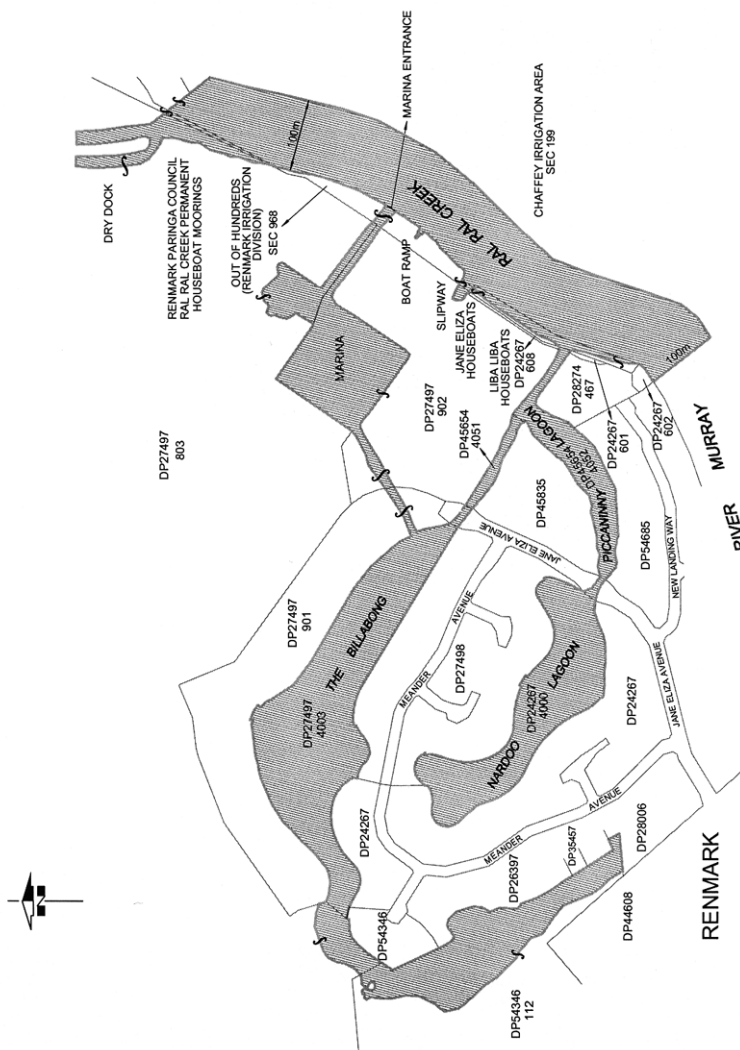 DRY DOCK
RENMARK PARINGA COUNCIL
RAL RAL CREEK PERMANENT
HOUSEBOAT MOORINGS
OUT OF HUNDREDS
(RENMARK IRRIGATION
DIVISION)
SEC 968
100m
MARINA ENTRANCE
RAL RAL CREEK
CHAFFEY IRRIGATION AREA
SEC 199
BOAT RAMP
SLIPWAY
JANE ELIZA
HOUSEBOATS
LIBA LIBA
HOUSEBOATS
DP24267
608
MARINA
DP27497
803
DP27497
902
DP45654
4051
DP28274
467
DP24267
601
DP24267
602
100m
MURRAY
RIVER
PICCANINNY LAGOON
DP45654
4052
DP45835
DP54685
NEW LANDING WAY
JANE ELIZA AVENUE
JANE ELIZA AVENUE
DP27497
901
THE BILLABONG
DP27497
4003
MEANDER AVENUE
DP27498
NARDOO LAGOON
DP24267
4000
DP24267
DP24267
MEANDER AVENUE
DP35457
DP28006
DP26397
DP44608
DP54346
DP54346
112
RENMARK
N